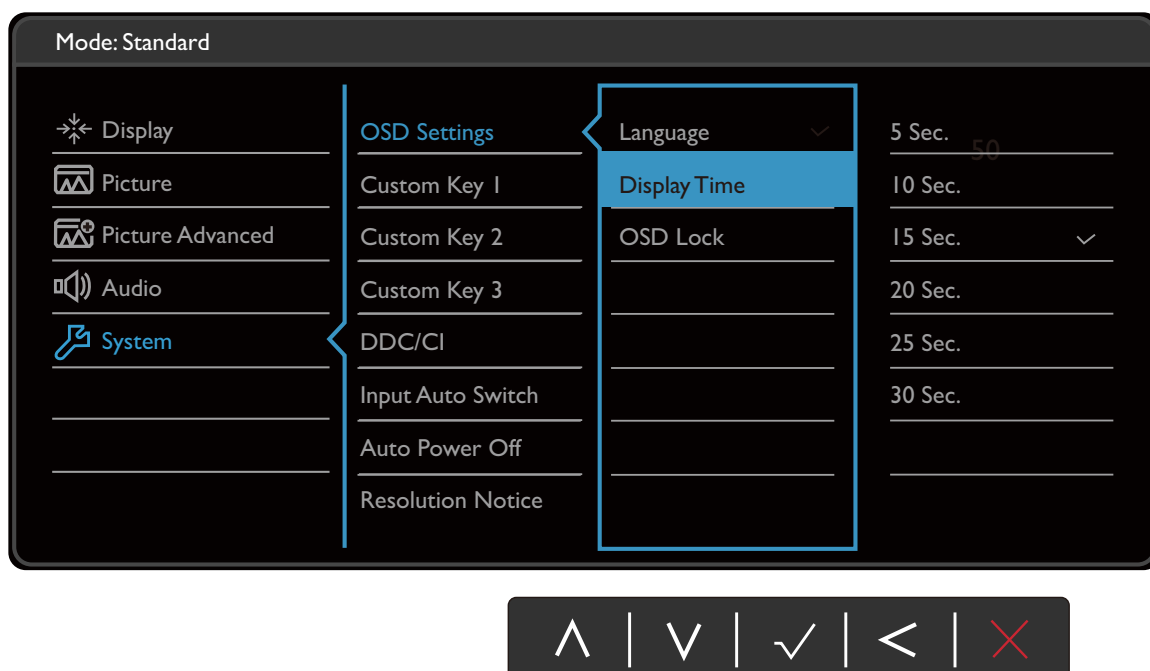 Mode: Standard
Display
Picture
Picture Advanced
Audio
System
OSD Settings
Custom Key 1
Custom Key 2
Custom Key 3
DDC/CI
Input Auto Switch
Auto Power Off
Resolution Notice
Language
Display Time
OSD Lock
5 Sec.
50
10 Sec.
15 Sec.
20 Sec.
25 Sec.
30 Sec.